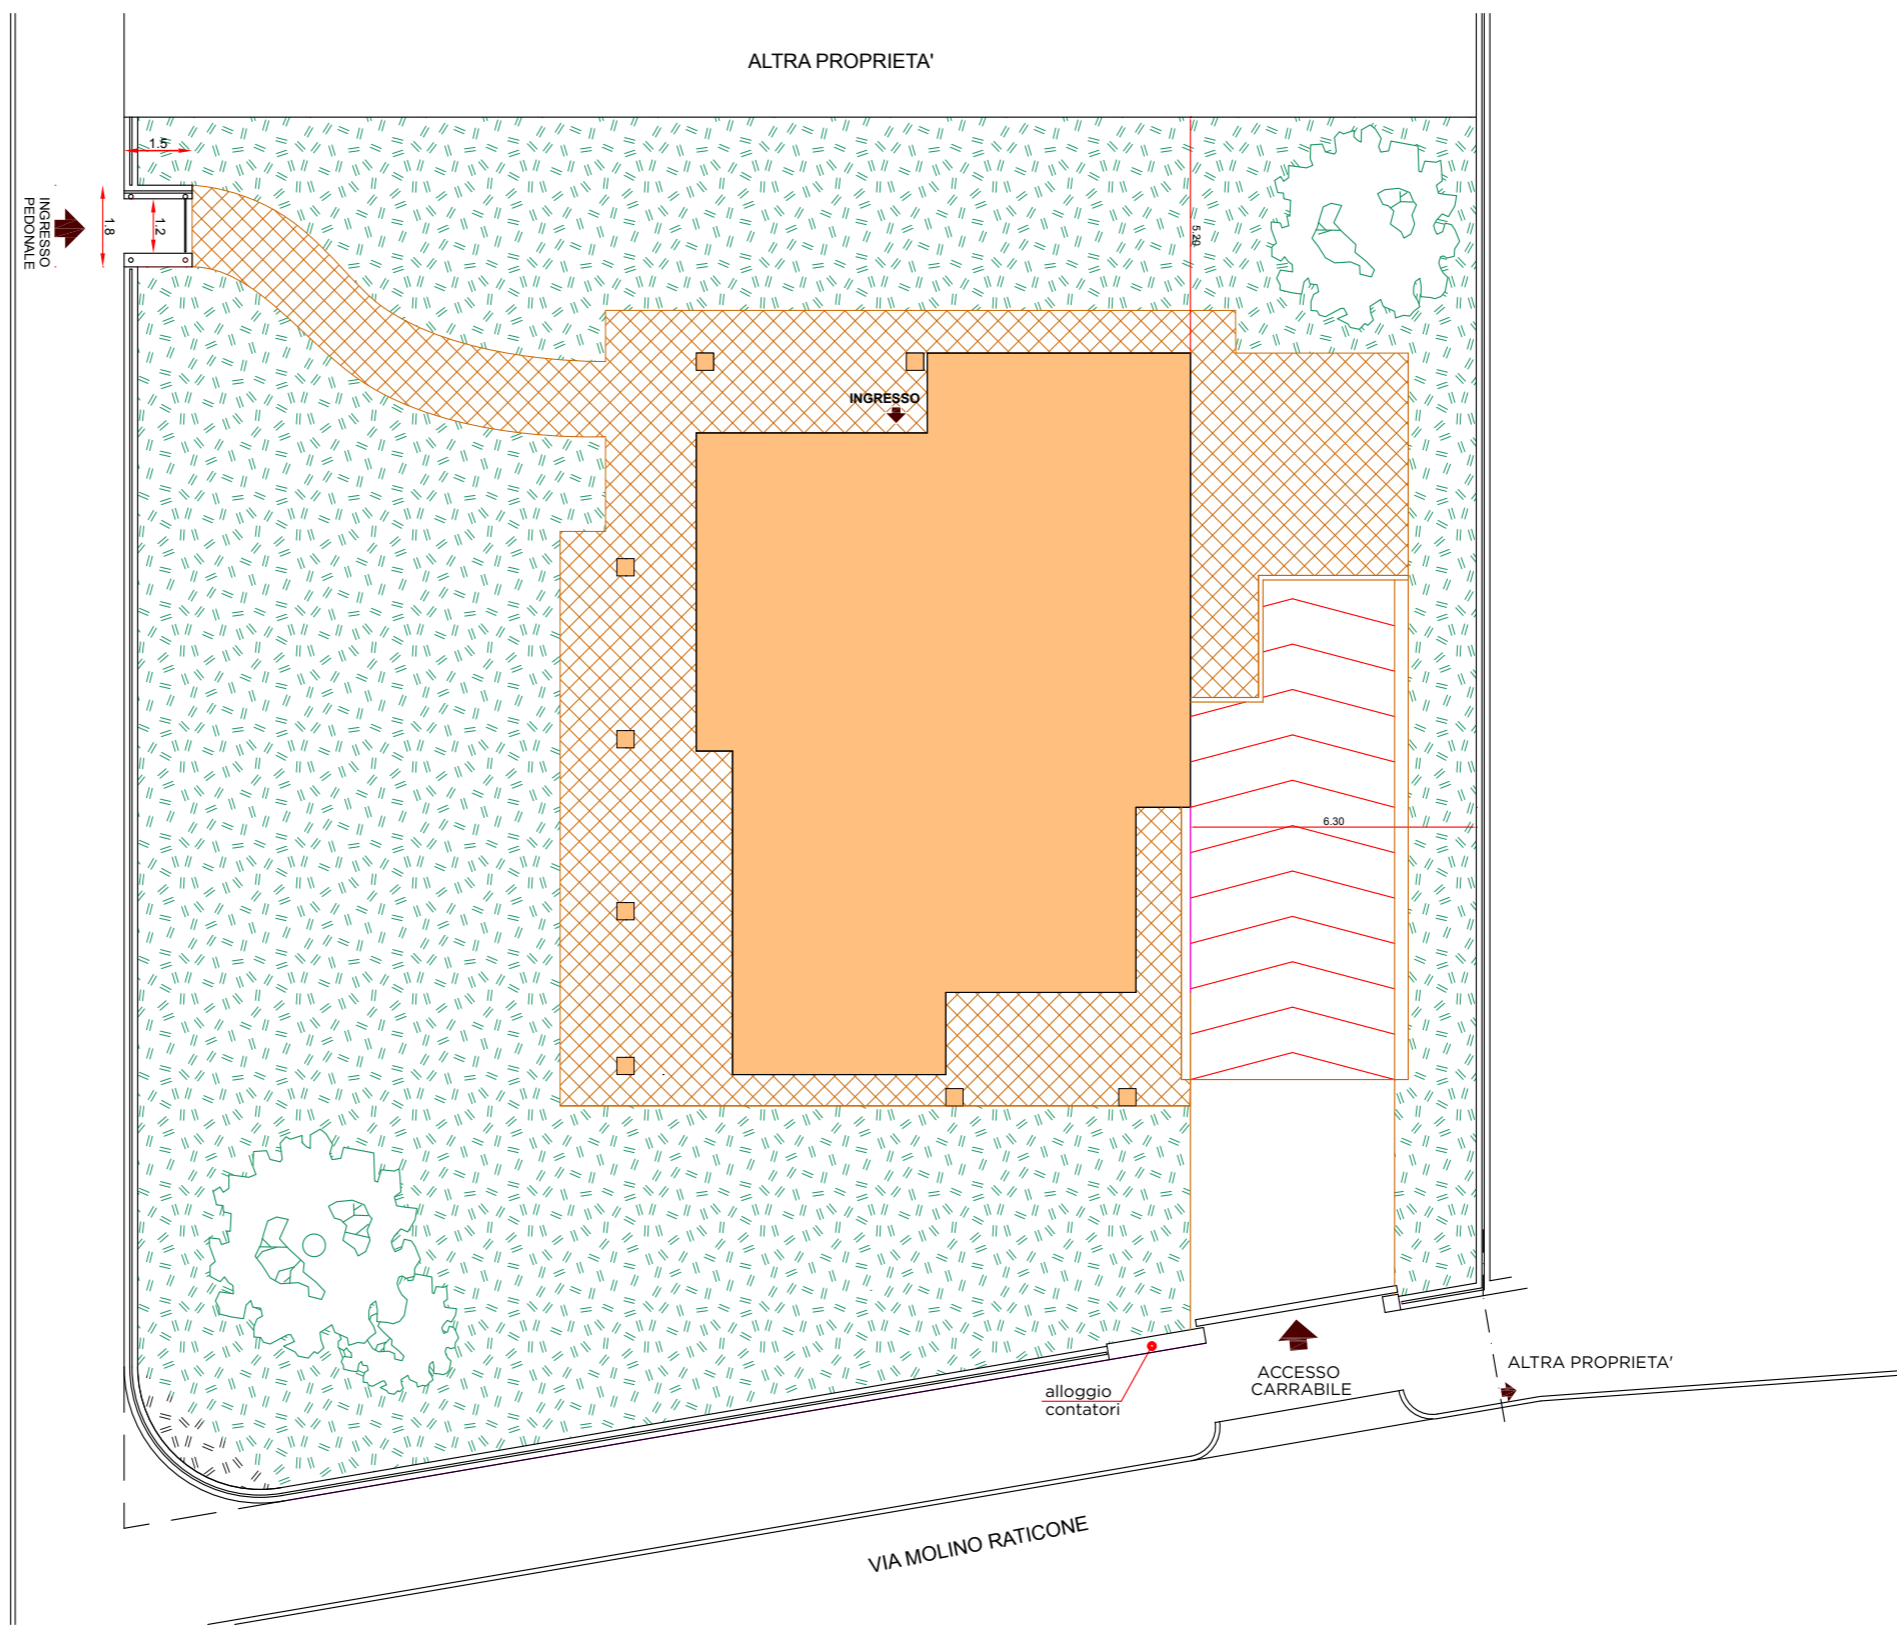 ALTRA PROPRIETA'
1.5
INGRESSO
PEDONALE
1.8
1.2
5.20
INGRESSO
6.30
ACCESSO
CARRABILE
ALTRA PROPRIETA'
alloggio
contatori
VIA MOLINO RATICONE